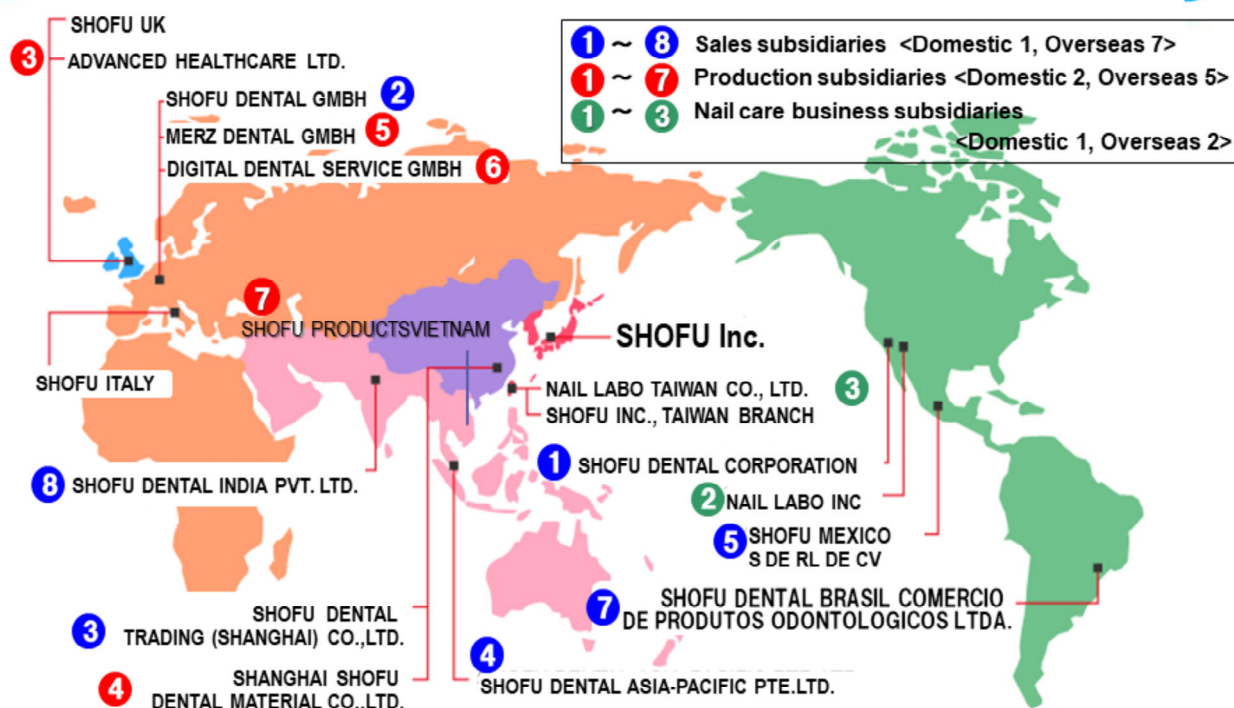 SHOFU UK
3 ADVANCED HEALTHCARE LTD.
SHOFU DENTAL GMBH 2
MERZ DENTAL GMBH 5
DIGITAL DENTAL SERVICE GMBH 6
1 ~ 8 Sales subsidiaries <Domestic 1, Overseas 7>
1 ~ 7 Production subsidiaries <Domestic 2, Overseas 5>
1 ~ 3 Nail care business subsidiaries
<Domestic 1, Overseas 2>
7
SHOFU PRODUCTSVIETNAM
SHOFU Inc.
SHOFU ITALY
NAIL LABO TAIWAN CO., LTD. 3
SHOFU INC., TAIWAN BRANCH
1 SHOFU DENTAL CORPORATION
8 SHOFU DENTAL INDIA PVT. LTD.
2 NAIL LABO INC
5 SHOFU MEXICO
S DE RL DE CV
7 SHOFU DENTAL BRASIL COMERCIO
DE PRODUTOS ODONTOLOGICOS LTDA.
3 SHOFU DENTAL
TRADING (SHANGHAI) CO.,LTD.
4 SHANGHAI SHOFU
DENTAL MATERIAL CO.,LTD.
4
SHOFU DENTAL ASIA-PACIFIC PTE.LTD.